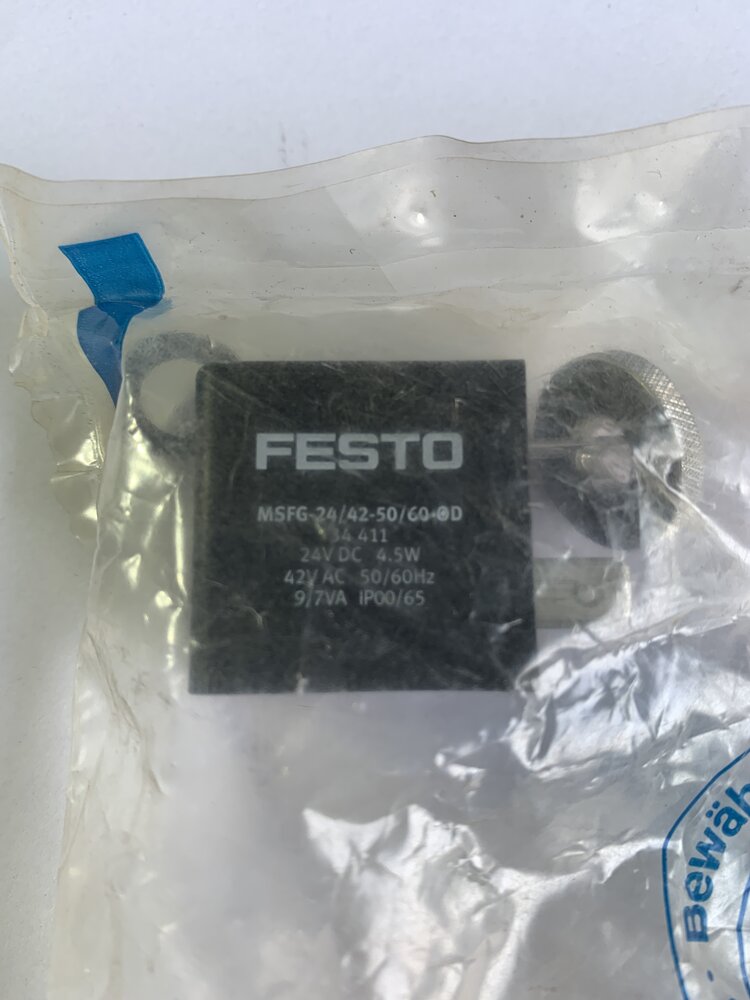 FESTO
MSFG-24/42-50/60-OD
34 411
24V DC 4.5W
42V AC 50/60Hz
9/7VA IP00/65